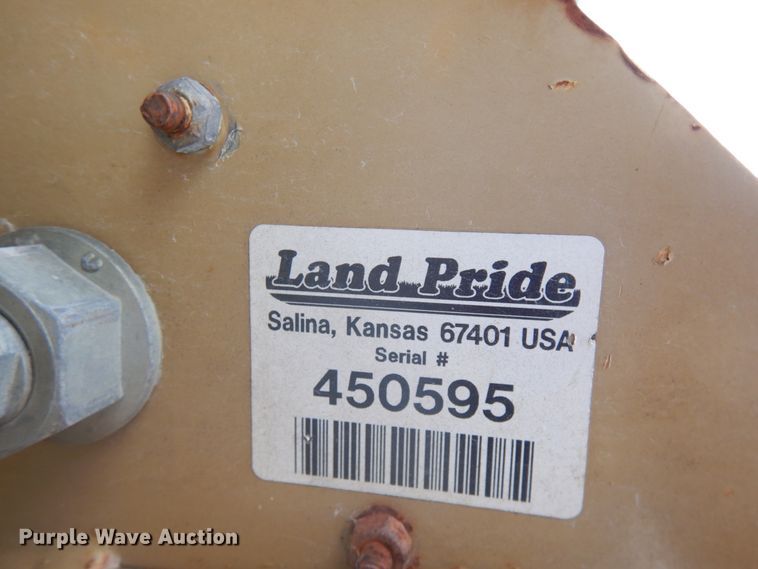 Land Pride
Salina, Kansas 67401 USA
Serial #
450595
Purple Wave Auction